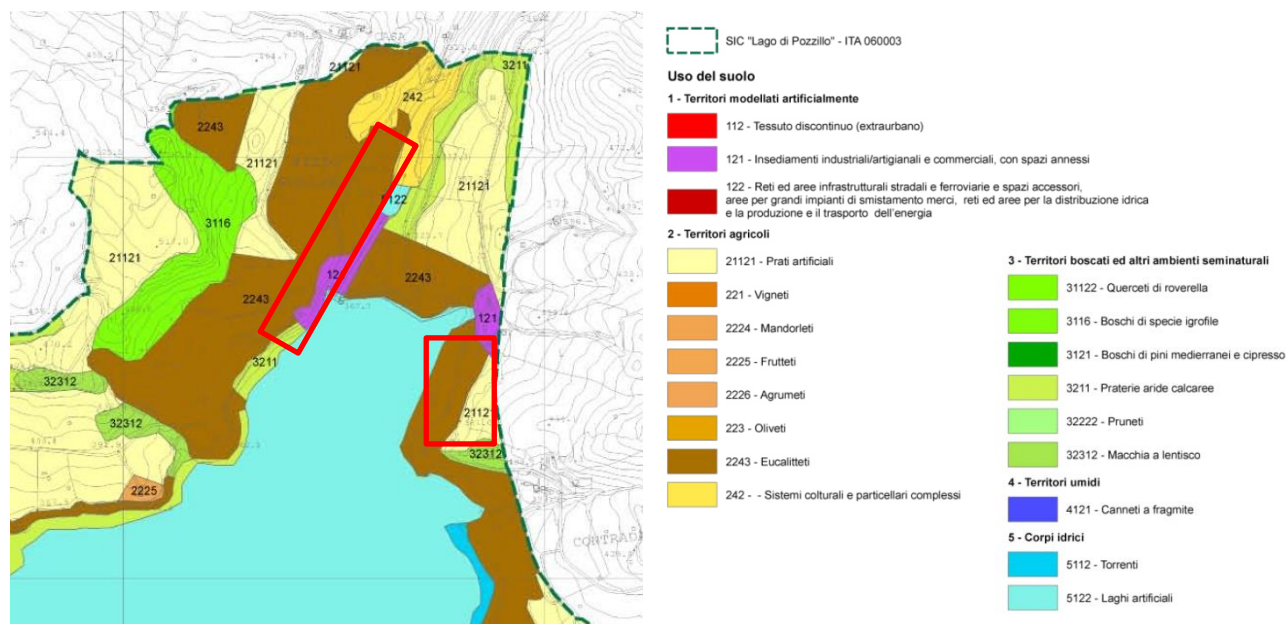 CASA
21121
3211
242
2243
21121
21121
3116
21121
2243
2243
121
3211
32312
21121
32312
32312
2225
CONTRADA
SIC "Lago di Pozzillo" - ITA 060003
Uso del suolo
1 - Territori modellati artificialmente
112 - Tessuto discontinuo (extraurbano)
121 - Insediamenti industriali/artigianali e commerciali, con spazi annessi
122 - Reti ed aree infrastrutturali stradali e ferroviarie e spazi accessori,
aree per grandi impianti di smistamento merci, reti ed aree per la distribuzione idrica
e la produzione e il trasporto dell'energia
2 - Territori agricoli
21121 - Prati artificiali
221 - Vigneti
2224 - Mandorleti
2225 - Frutteti
2226 - Agrumeti
223 - Oliveti
2243 - Eucalitteti
242 - - Sistemi colturali e particellari complessi
3 - Territori boscati ed altri ambienti seminaturali
31122 - Querceti di roverella
3116 - Boschi di specie igrofile
3121 - Boschi di pini medierranei e cipresso
3211 - Praterie aride calcaree
32222 - Pruneti
32312 - Macchia a lentisco
4 - Territori umidi
4121 - Canneti a fragmite
5 - Corpi idrici
5112 - Torrenti
5122 - Laghi artificiali